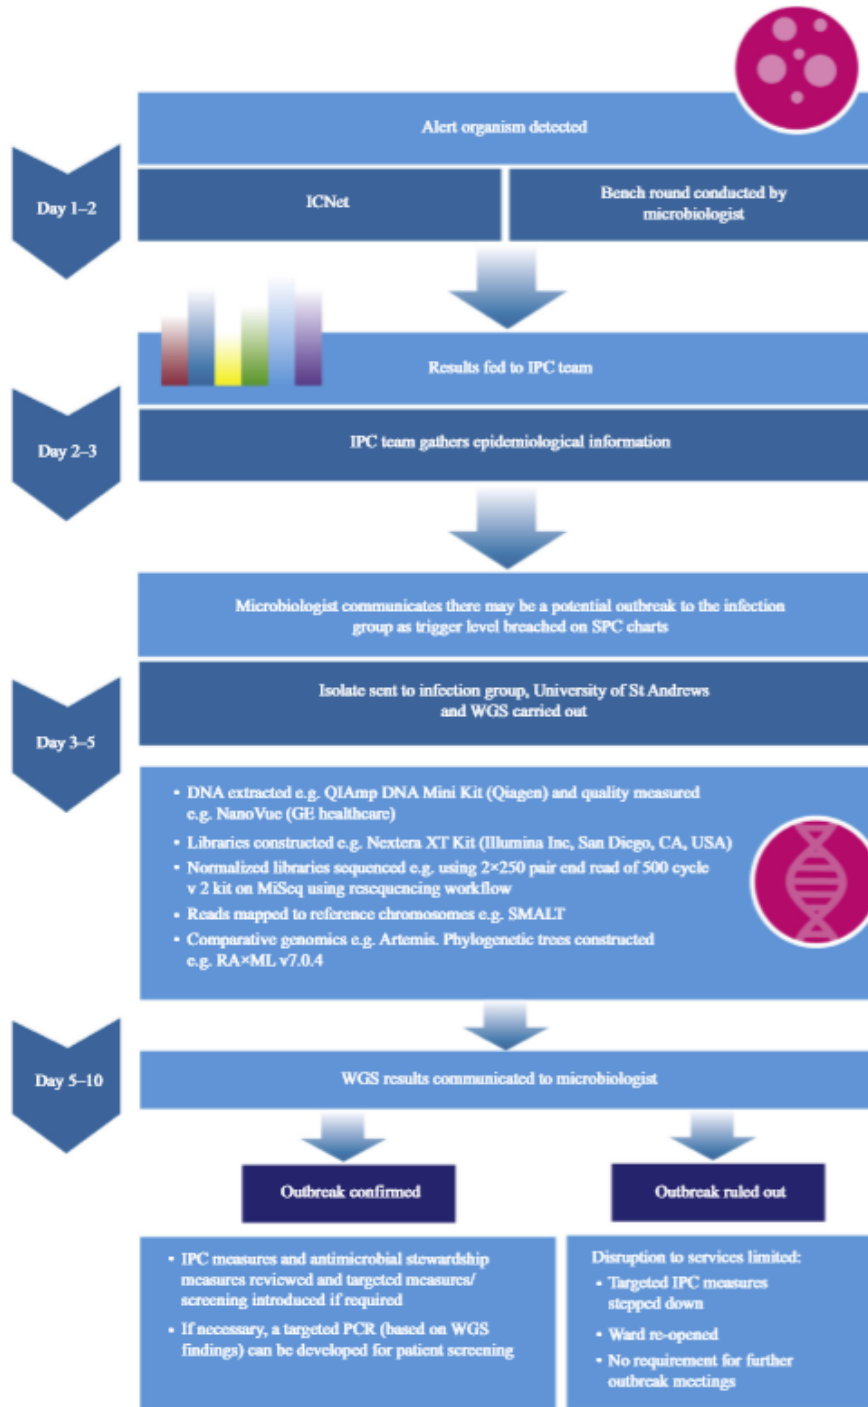 Alert organism detected
Day 1–2
ICNet
Bench round conducted by
microbiologist
Results fed to IPC team
Day 2–3
IPC team gathers epidemiological information
Microbiologist communicates there may be a potential outbreak to the infection
group as trigger level breached on SPC charts
Day 3–5
Isolate sent to infection group, University of St Andrews
and WGS carried out
• DNA extracted e.g. QIAmp DNA Mini Kit (Qiagen) and quality measured
e.g. NanoVue (GE healthcare)
• Libraries constructed e.g. Nextera XT Kit (Illumina Inc, San Diego, CA, USA)
• Normalized libraries sequenced e.g. using 2×250 pair end read of 500 cycle
v 2 kit on MiSeq using resequencing workflow
• Reads mapped to reference chromosomes e.g. SMALT
• Comparative genomics e.g. Artemis. Phylogenetic trees constructed
e.g. RA×ML v7.0.4
Day 5–10
WGS results communicated to microbiologist
Outbreak confirmed
• IPC measures and antimicrobial stewardship
measures reviewed and targeted measures/
screening introduced if required
• If necessary, a targeted PCR (based on WGS
findings) can be developed for patient screening
Outbreak ruled out
Disruption to services limited:
• Targeted IPC measures
stepped down
• Ward re-opened
• No requirement for further
outbreak meetings